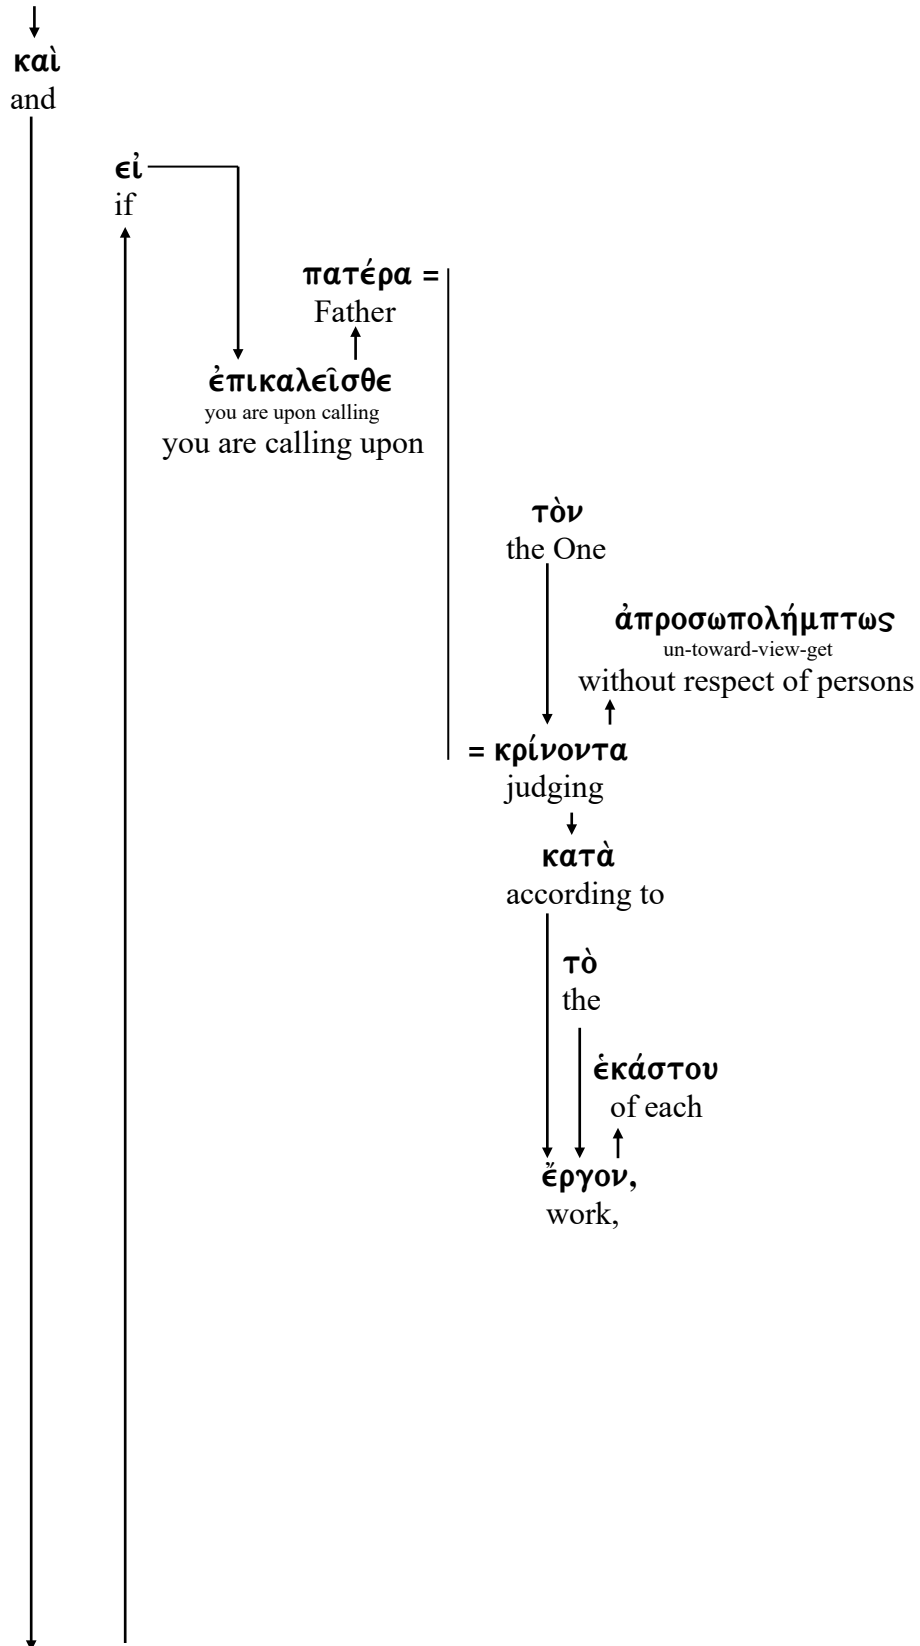 καὶ
and
εἰ
if
πατέρα =
Father
ἐπικαλεῖσθε
you are upon calling
you are calling upon
τὸν
the One
ἀπροσωπολήμπτως
un-toward-view-get
without respect of persons
= κρίνοντα
judging
κατὰ
according to
τὸ
the
ἑκάστου
of each
ἔργον,
work,